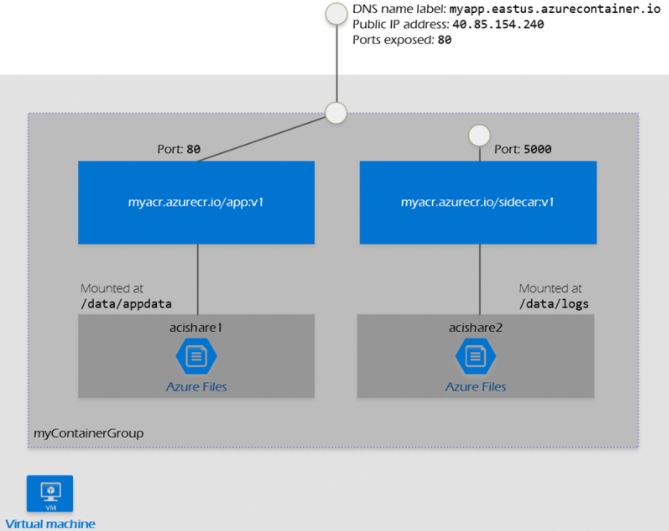 DNS name label: myapp.eastus.azurecontainer.io
Public IP address: 40.85.154.240
Ports exposed: 80
Port: 80
Port: 5000
myacr.azurecr.io/app:v1
myacr.azurecr.io/sidecar:v1
Mounted at
/data/appdata
Mounted at
/data/logs
acishare1
acishare2
Azure Files
Azure Files
myContainerGroup
VM
Virtual machine